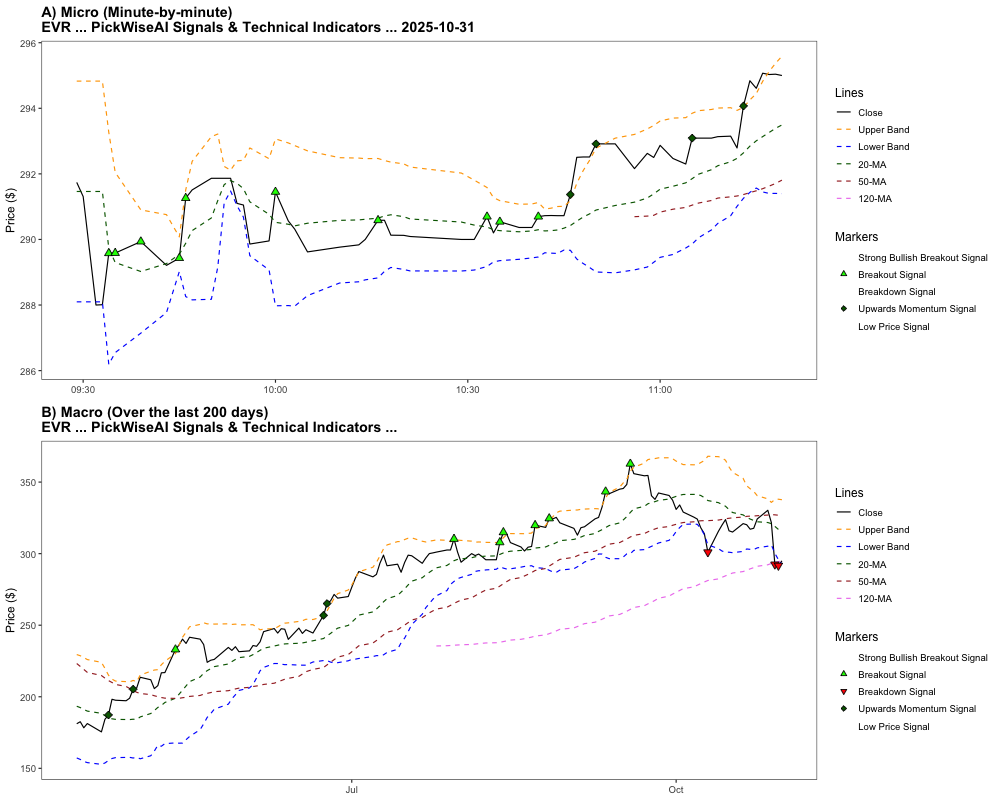 A) Micro (Minute-by-minute)
EVR ... PickWiseAI Signals & Technical Indicators ... 2025-10-31
Price ($)
296
294
292
290
288
286
09:30
10:00
10:30
11:00
Lines
Close
Upper Band
Lower Band
20-MA
50-MA
120-MA
Markers
Strong Bullish Breakout Signal
Breakout Signal
Breakdown Signal
Upwards Momentum Signal
Low Price Signal
B) Macro (Over the last 200 days)
EVR ... PickWiseAI Signals & Technical Indicators ...
Price ($)
350
300
250
200
150
Jul
Oct
Lines
Close
Upper Band
Lower Band
20-MA
50-MA
120-MA
Markers
Strong Bullish Breakout Signal
Breakout Signal
Breakdown Signal
Upwards Momentum Signal
Low Price Signal